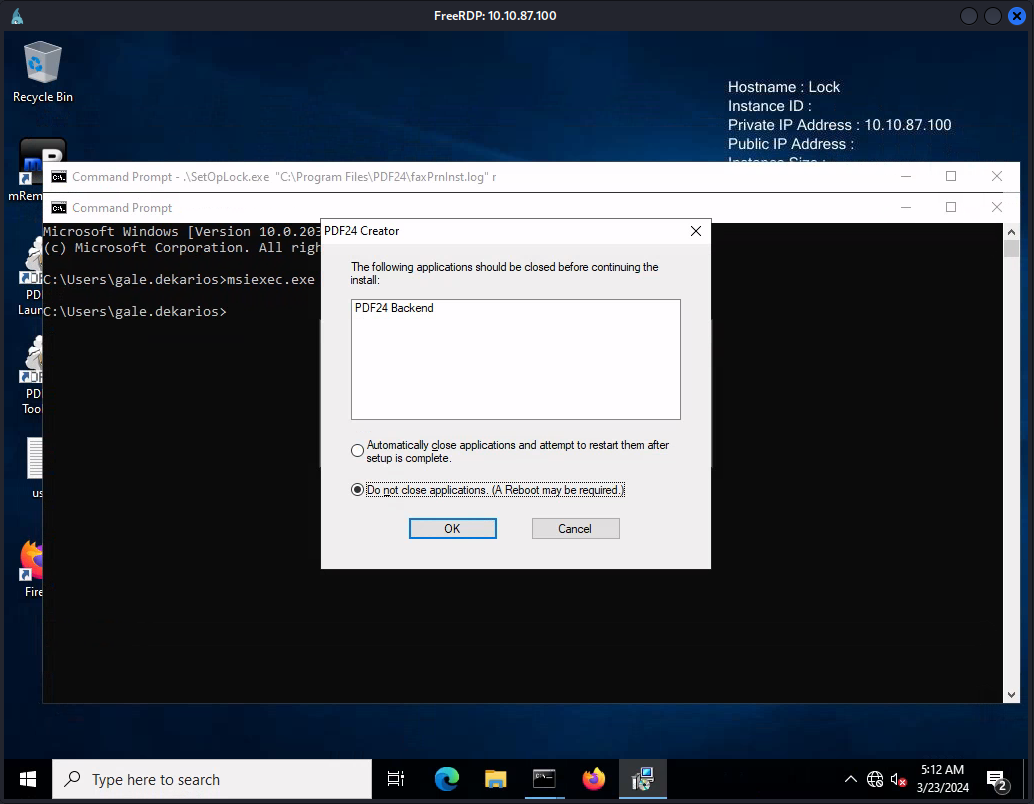 FreeRDP: 10.10.87.100
Recycle Bin
Hostname : Lock
Instance ID :
Private IP Address : 10.10.87.100
Public IP Address :
Instance Size :
mRem
Command Prompt - .\SetOpLock.exe "C:\Program Files\PDF24\faxPrnInst.log" r
Command Prompt
Microsoft Windows [Version 10.0.203
(c) Microsoft Corporation. All righ
C:\Users\gale.dekarios>msiexec.exe
C:\Users\gale.dekarios>
PDF24 Creator
The following applications should be closed before continuing the
install:
PDF24 Backend
Automatically close applications and attempt to restart them after
setup is complete.
Do not close applications. (A Reboot may be required.)
OK
Cancel
PD
Laun
PD
Too
us
Fire
Type here to search
5:12 AM
3/23/2024
2